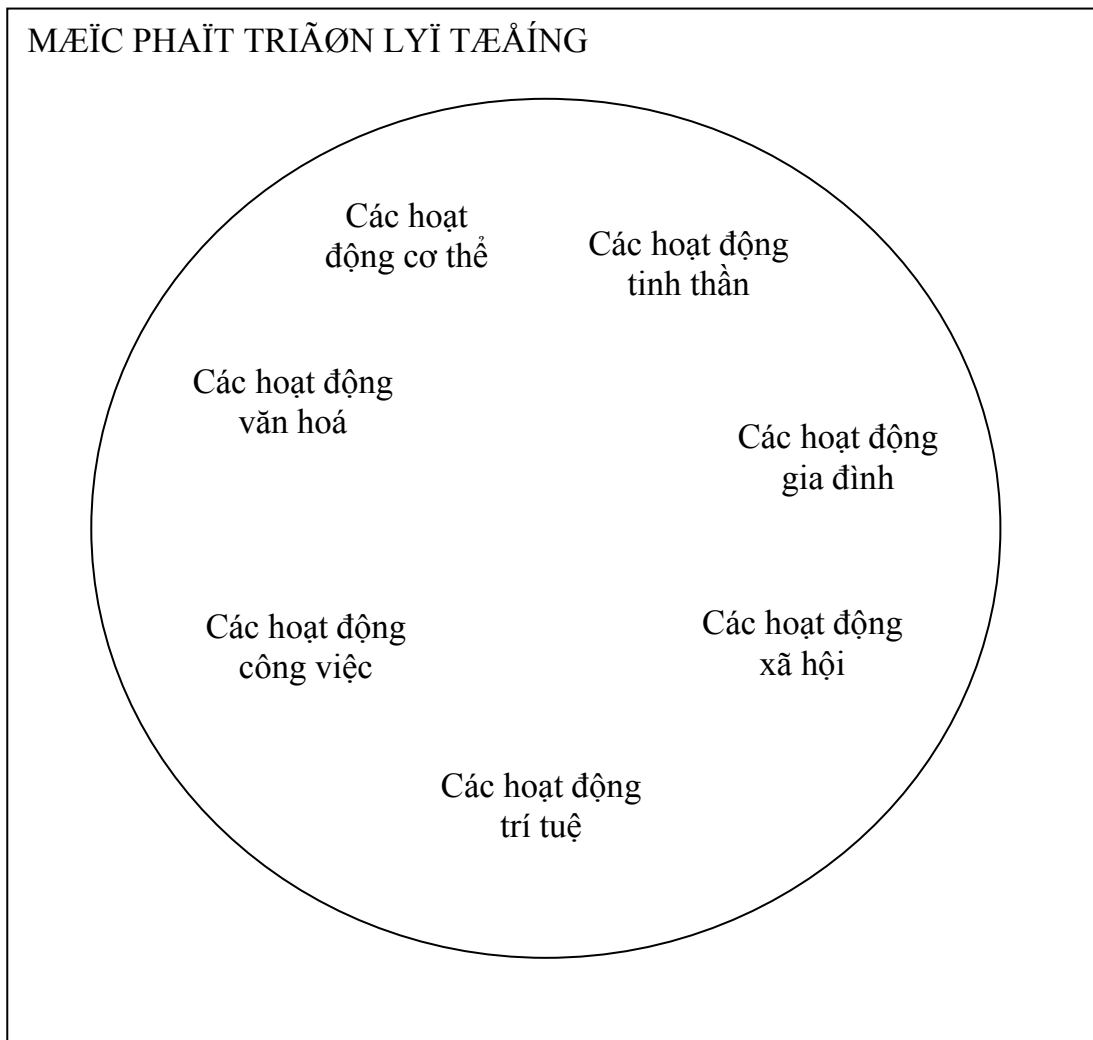 MÆÏC PHAÏT TRIÃØN LYÏ TÆÅÍNG
Các hoạt
động cơ thể
Các hoạt động
tinh thần
Các hoạt động
văn hoá
Các hoạt động
gia đình
Các hoạt động
công việc
Các hoạt động
xã hội
Các hoạt động
trí tuệ